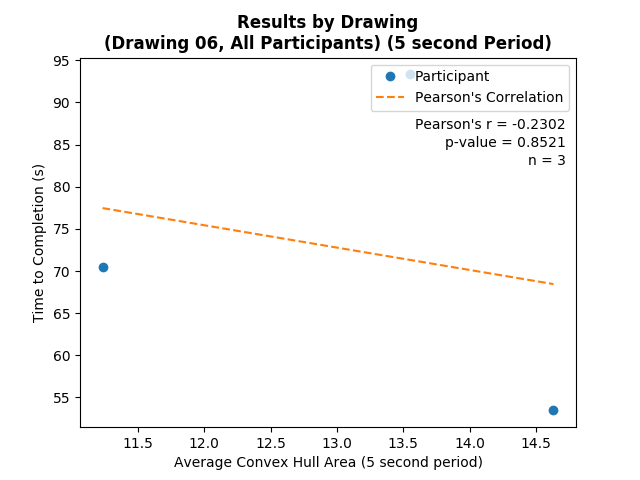 Results by Drawing
(Drawing 06, All Participants) (5 second Period)
Participant
Pearson's Correlation
Pearson's r = -0.2302
p-value = 0.8521
n = 3
Time to Completion (s)
95
90
85
80
75
70
65
60
55
11.5 12.0 12.5 13.0 13.5 14.0 14.5
Average Convex Hull Area (5 second period)